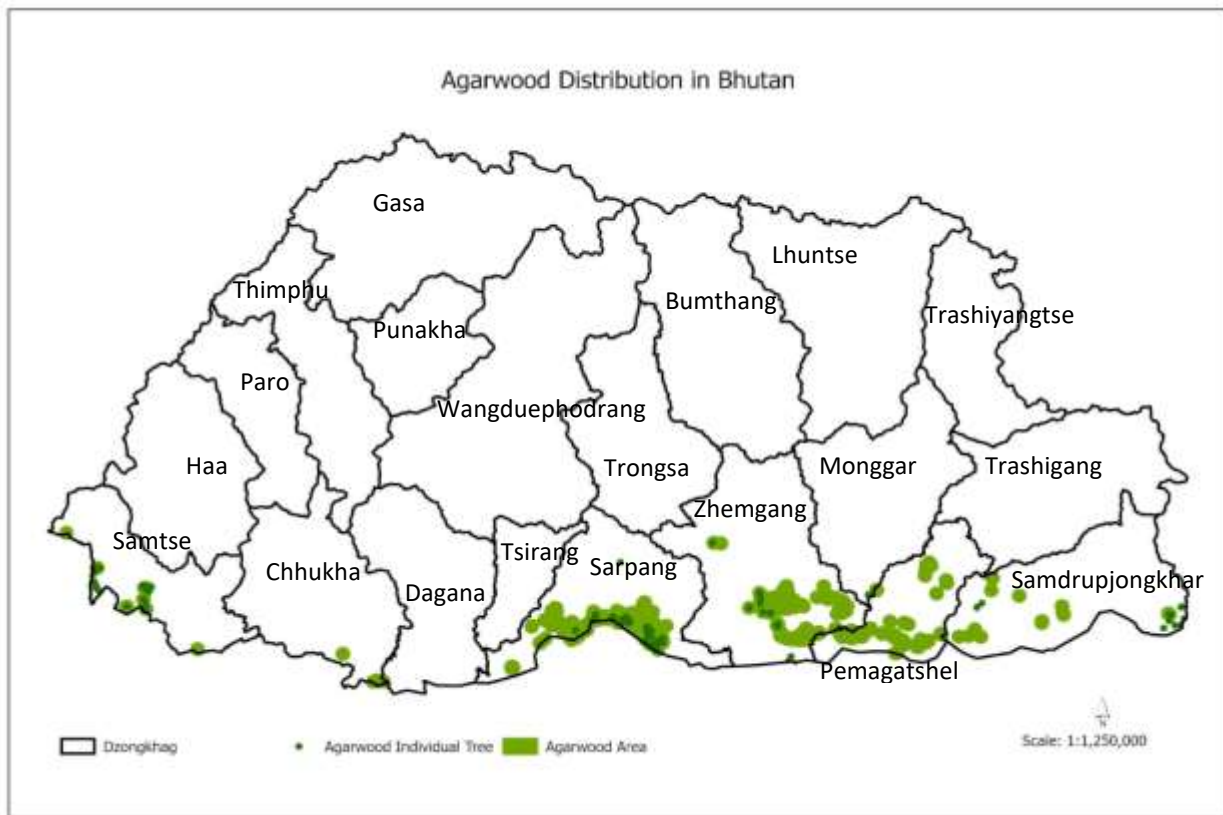 Agarwood Distribution in Bhutan
Gasa
Lhuntse
Thimphu
Bumthang
Trashiyangtse
Punakha
Paro
Wangduephodrang
Haa
Trongsa
Monggar
Trashigang
Zhemgang
Samtse
Tsirang
Sarpang
Chhukha
Dagana
Samdrupjongkhar
Pemagatshel
N
Dzongkhag
Agarwood Individual Tree
Agarwood Area
Scale: 1:1,250,000